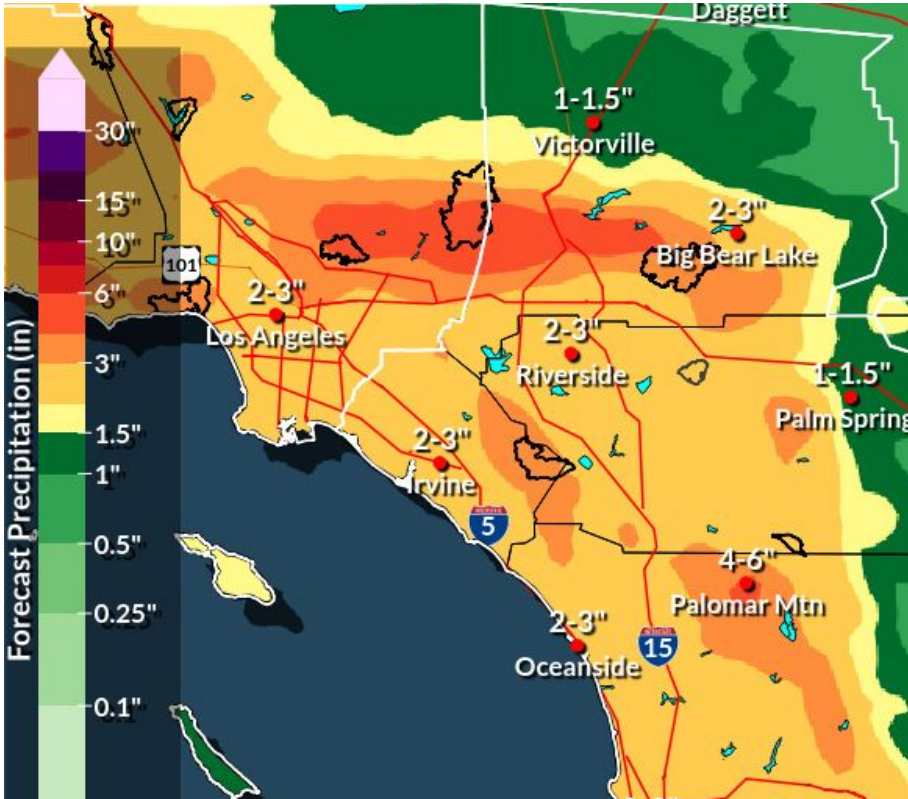 Daggett
1-1.5"
Victorville
2-3"
Big Bear Lake
101
2-3"
Los Angeles
2-3"
Riverside
1-1.5"
Palm Spring
2-3"
Irvine
5
4-6"
Palomar Mtn
2-3"
Oceanside
15
Forecast Precipitation (in)
30"
15"
10"
6"
3"
1.5"
1"
0.5"
0.25"
0.1"